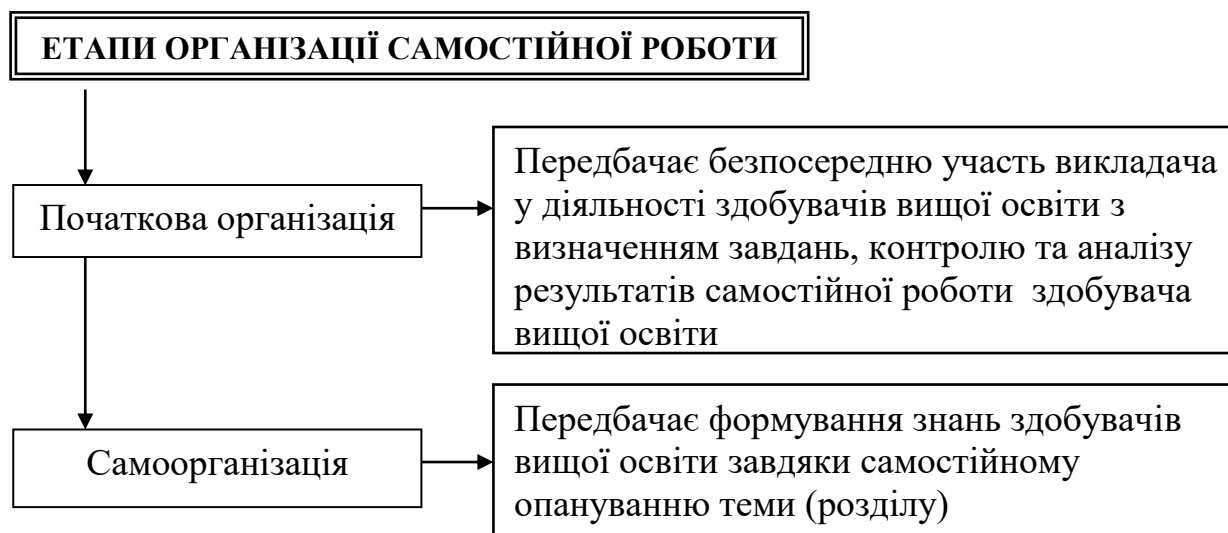 ЕТАПИ ОРГАНІЗАЦІЇ САМОСТІЙНОЇ РОБОТИ
Початкова організація
Передбачає безпосередню участь викладача
у діяльності здобувачів вищої освіти з
визначенням завдань, контролю та аналізу
результатів самостійної роботи здобувача
вищої освіти
Самоорганізація
Передбачає формування знань здобувачів
вищої освіти завдяки самостійному
опануванню теми (розділу)